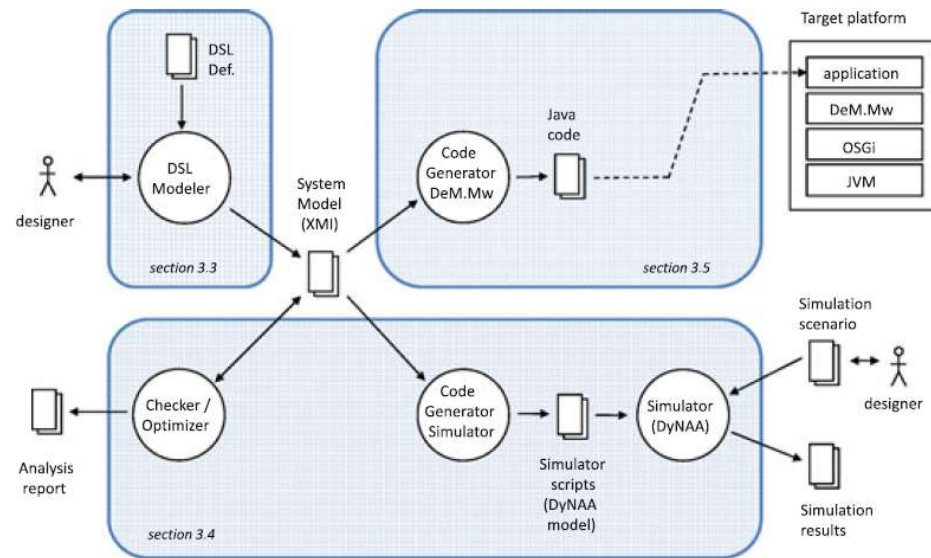 DSL
Def.
DSL
Modeler
designer
section 3.3
System
Model
(XMI)
Code
Generator
DeM.Mw
Java
code
section 3.5
Target platform
application
DeM.Mw
OSGi
JVM
Checker /
Optimizer
Analysis
report
section 3.4
Code
Generator
Simulator
Simulator
scripts
(DyNAA
model)
Simulator
(DyNAA)
Simulation
scenario
designer
Simulation
results